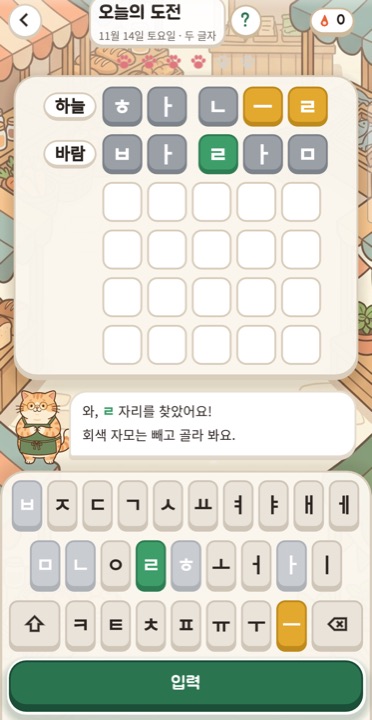 오늘의 도전
11월 14일 토요일 · 두 글자
?
0
하늘 ㅎ ㅏ ㄴ ㅡ ㄹ
바람 ㅂ ㅏ ㄹ ㅏ ㅁ
와, ㄹ 자리를 찾았어요!
회색 자모는 빼고 골라 봐요.
ㅂ ㅈ ㄷ ㄱ ㅅ ㅛ ㅕ ㅑ ㅐ ㅔ
ㅁ ㄴ ㅇ ㄹ ㅎ ㅗ ㅓ ㅏ ㅣ
ㅋ ㅌ ㅊ ㅍ ㅠ ㅜ ㅡ
입력